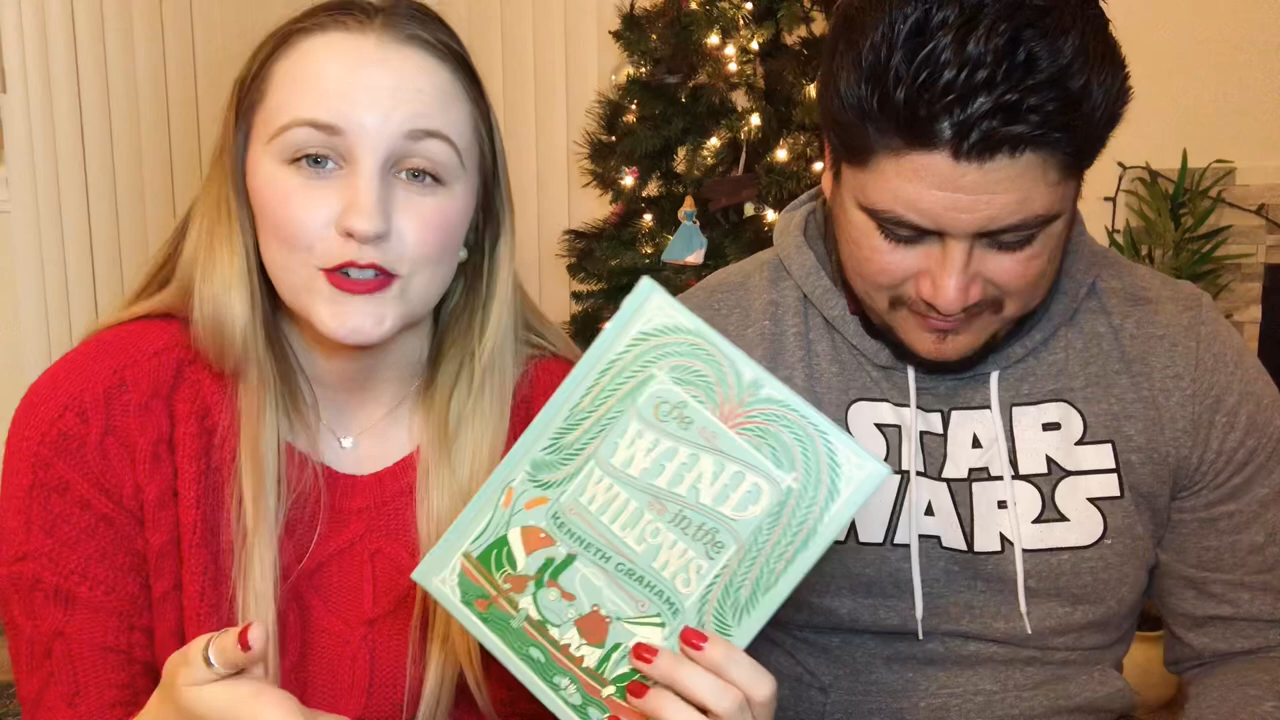 The
WIND
in the
WILLOWS
KENNETH GRAHAME
STAR
WARS